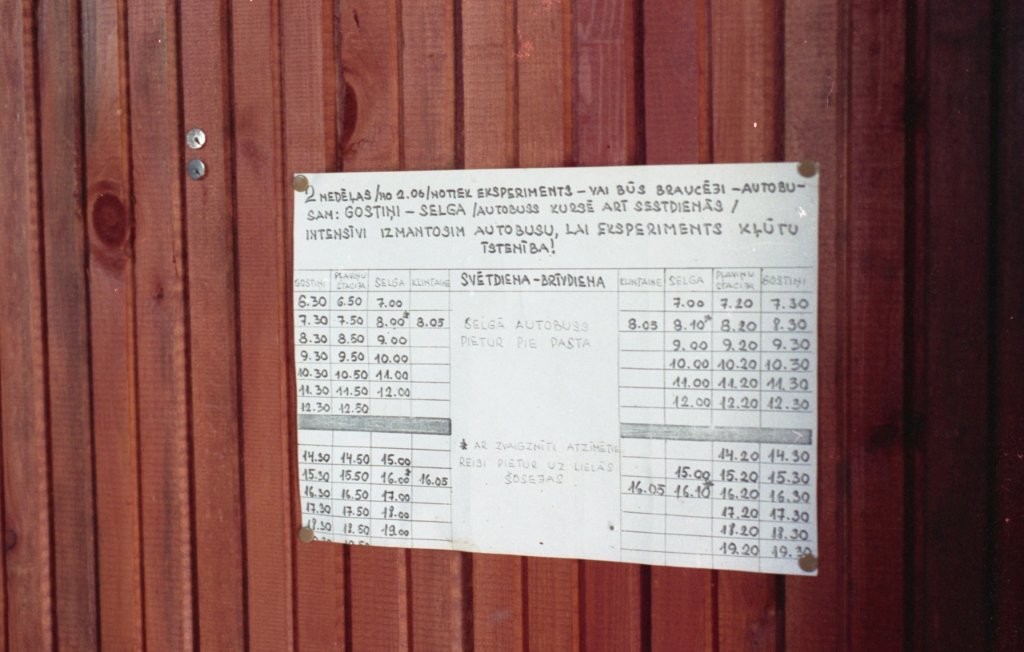 2 NEDĒĻAS /NO 2.06/ NOTIEK EKSPERIMENTS – VAI BŪS BRAUCĒJI – AUTOBU-
SAM: GOSTIŅI – SELGA /AUTOBUSS KURSĒ ARĪ SESTDIENĀS/
INTENSĪVI IZMANTOSIM AUTOBUSU, LAI EKSPERIMENTS KĻŪTU
ĪSTENĪBA!
GOSTIŅI PĻAVIŅU STACIJA SELGA KLINTAINE SVĒTDIENA-BRĪVDIENA KLINTAINE SELGA PĻAVIŅU GOSTIŅI
6.30 6.50 7.00 7.00 7.20 7.30
7.30 7.50 8.00* 8.05 SELGĀ AUTOBUSS 8.05 8.10* 8.20 8.30
8.30 8.50 9.00 PIETUR PIE PASTA 9.00 9.20 9.30
9.30 9.50 10.00 10.00 10.20 10.30
10.30 10.50 11.00 11.00 11.20 11.30
11.30 11.50 12.00 12.00 12.20 12.30
12.30 12.50
* AR ZVAIGZNĪTI ATZĪMĒTIE 14.20 14.30
14.30 14.50 15.00 REISI PIETUR UZ LIELĀS 15.00 15.20 15.30
15.30 15.50 16.00* 16.05 ŠOSEJAS 16.05 16.10* 16.20 16.30
16.30 16.50 17.00 17.20 17.30
17.30 17.50 18.00 18.20 18.30
18.30 18.50 19.00 19.20 19.30